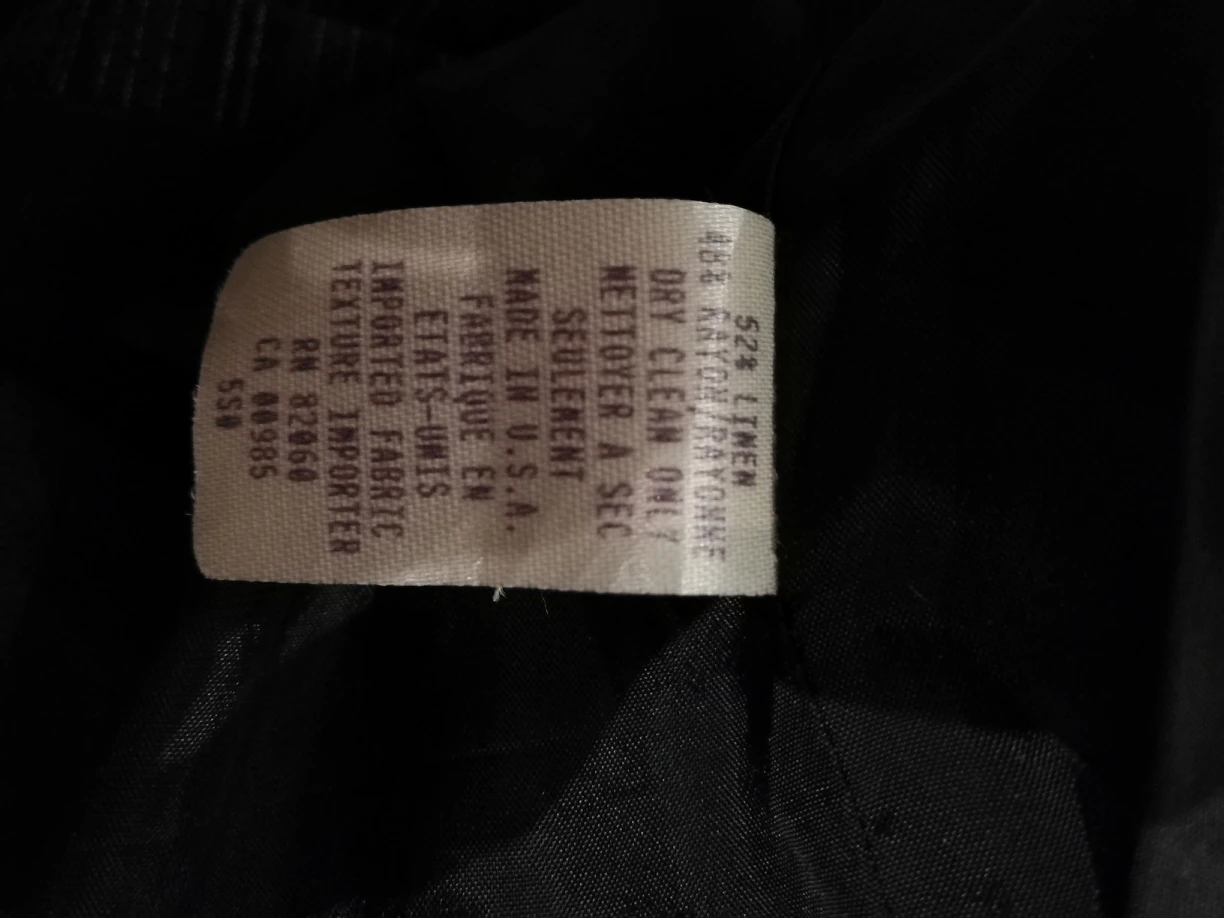 52% LINEN
48% RAYON/RAYONNE
DRY CLEAN ONLY
NETTOYER A SEC
SEULEMENT
MADE IN U.S.A.
FABRIQUE EN
ETATS-UNIS
IMPORTED FABRIC
TEXTURE IMPORTER
RN 82060
CA 00985
550